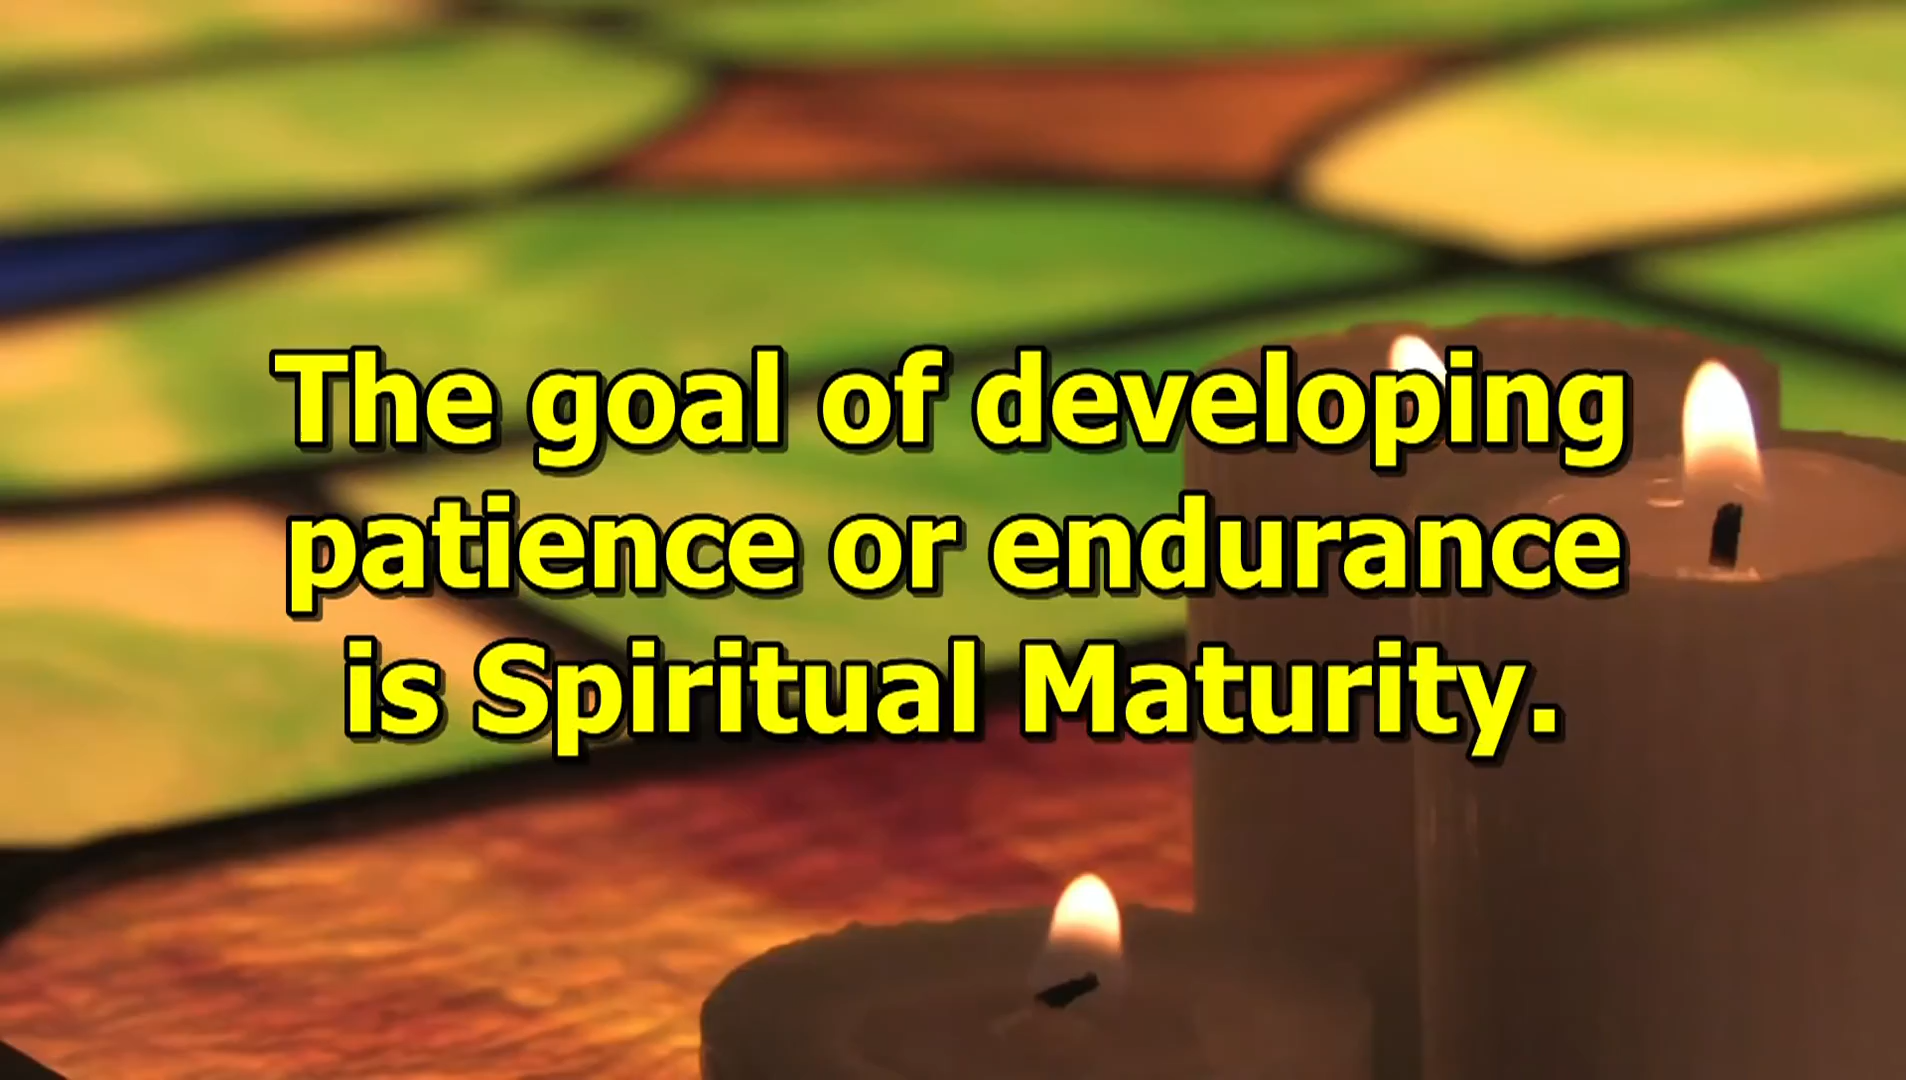 The goal of developing
patience or endurance
is Spiritual Maturity.